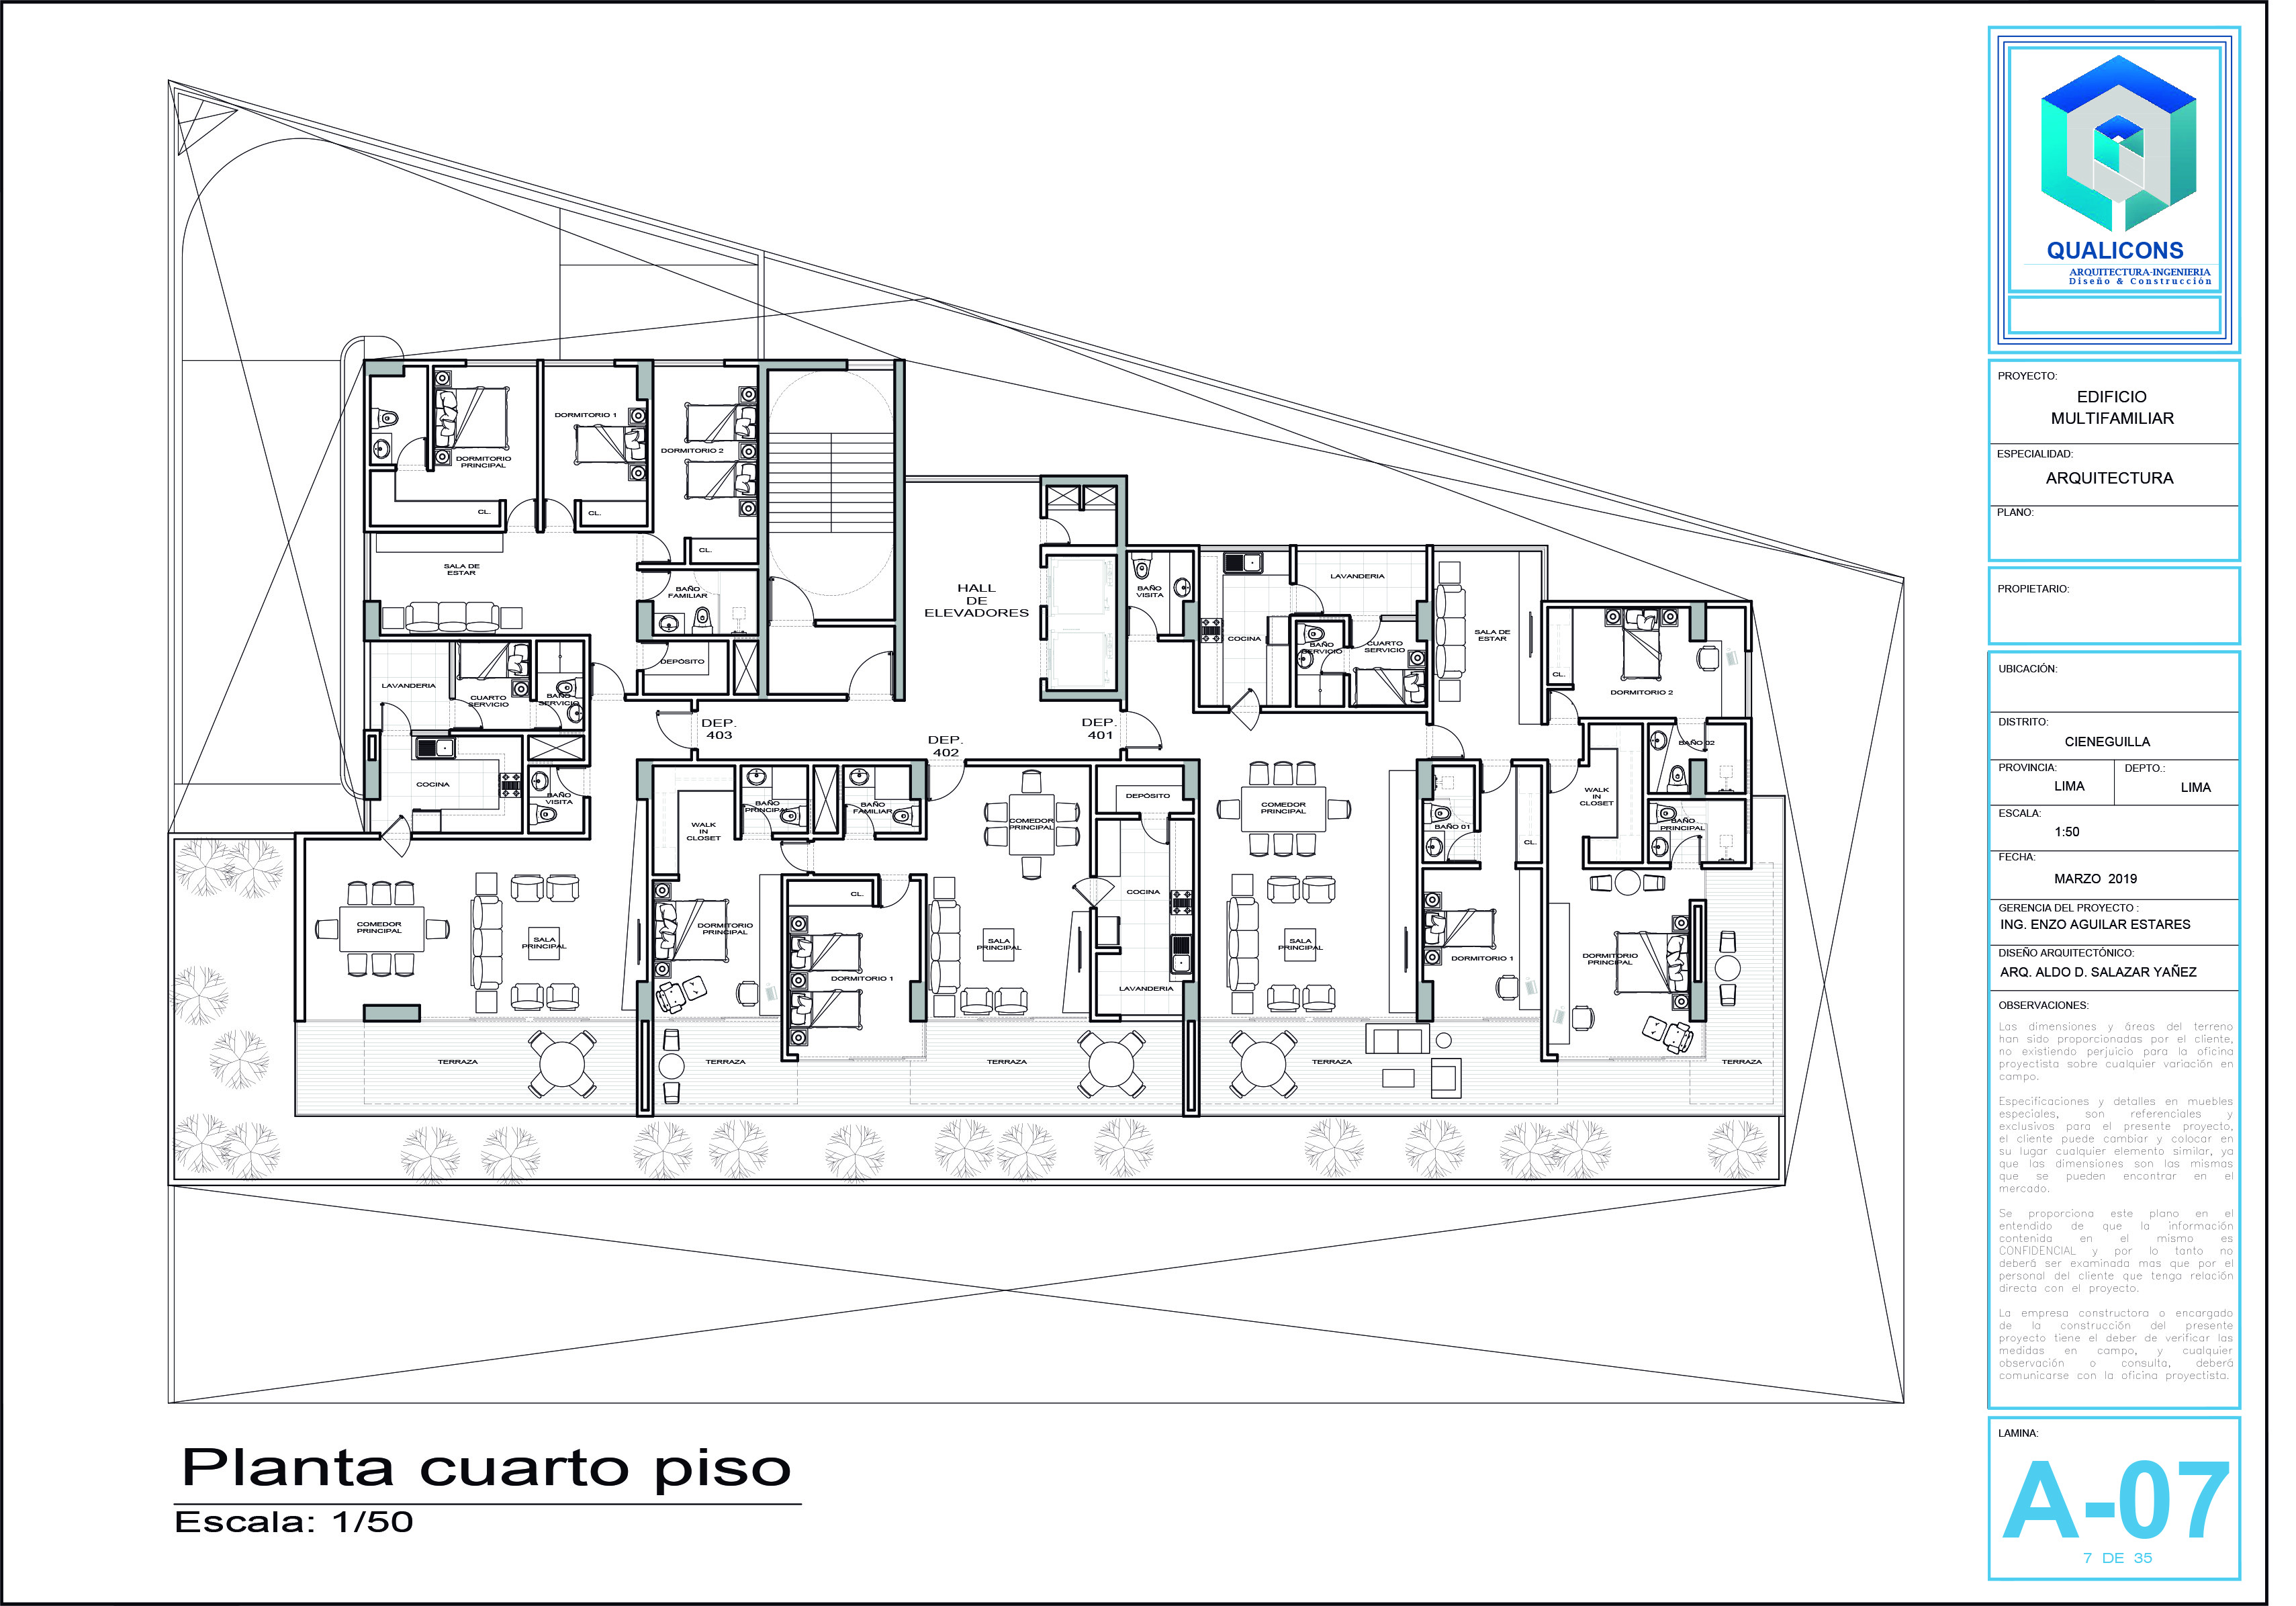 DORMITORIO
PRINCIPAL
CL.
DORMITORIO 1
CL.
DORMITORIO 2
CL.
SALA DE
ESTAR
BAÑO
FAMILIAR
DEPÓSITO
LAVANDERIA
CUARTO
SERVICIO
BAÑO
SERVICIO
COCINA
BAÑO
VISITA
DEP.
403
HALL
DE
ELEVADORES
DEP.
402
DEP.
401
BAÑO
VISITA
COCINA
LAVANDERIA
BAÑO
SERVICIO
CUARTO
SERVICIO
SALA DE
ESTAR
CL.
DORMITORIO 2
BAÑO 02
WALK
IN
CLOSET
BAÑO
PRINCIPAL
BAÑO 01
CL.
COMEDOR
PRINCIPAL
SALA
PRINCIPAL
TERRAZA
WALK
IN
CLOSET
BAÑO
PRINCIPAL
BAÑO
FAMILIAR
COMEDOR
PRINCIPAL
DEPÓSITO
COCINA
LAVANDERIA
DORMITORIO
PRINCIPAL
CL.
DORMITORIO 1
SALA
PRINCIPAL
TERRAZA
TERRAZA
COMEDOR
PRINCIPAL
SALA
PRINCIPAL
DORMITORIO 1
DORMITORIO
PRINCIPAL
TERRAZA
TERRAZA
Planta cuarto piso
Escala: 1/50
QUALICONS
ARQUITECTURA-INGENIERIA
Diseño & Construcción
PROYECTO:
EDIFICIO
MULTIFAMILIAR
ESPECIALIDAD:
ARQUITECTURA
PLANO:
PROPIETARIO:
UBICACIÓN:
DISTRITO:
CIENEGUILLA
PROVINCIA:
LIMA
DEPTO.:
LIMA
ESCALA:
1:50
FECHA:
MARZO 2019
GERENCIA DEL PROYECTO :
ING. ENZO AGUILAR ESTARES
DISEÑO ARQUITECTÓNICO:
ARQ. ALDO D. SALAZAR YAÑEZ
OBSERVACIONES:
Las dimensiones y áreas del terreno
han sido proporcionadas por el cliente,
no existiendo perjuicio para la oficina
proyectista sobre cualquier variación en
campo.
Especificaciones y detalles en muebles
especiales, son referenciales y
exclusivos para el presente proyecto,
el cliente puede cambiar y colocar en
su lugar cualquier elemento similar, ya
que las dimensiones son las mismas
que se pueden encontrar en el
mercado.
Se proporciona este plano en el
entendido de que la información
contenida en el mismo es
CONFIDENCIAL y por lo tanto no
deberá ser examinada mas que por el
personal del cliente que tenga relación
directa con el proyecto.
La empresa constructora o encargado
de la construcción del presente
proyecto tiene el deber de verificar las
medidas en campo, y cualquier
observación o consulta, deberá
comunicarse con la oficina proyectista.
LAMINA:
A-07
7 DE 35